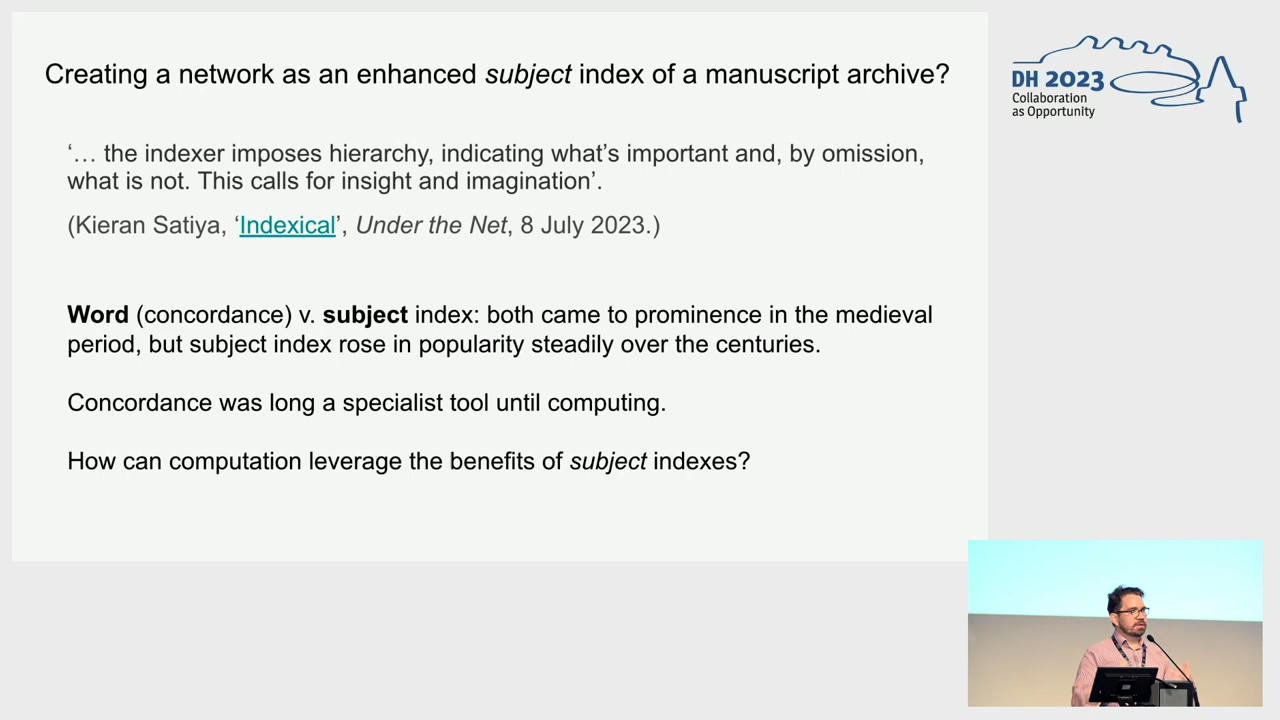 Creating a network as an enhanced subject index of a manuscript archive?
‘… the indexer imposes hierarchy, indicating what’s important and, by omission,
what is not. This calls for insight and imagination’.
(Kieran Satiya, ‘Indexical’, Under the Net, 8 July 2023.)
Word (concordance) v. subject index: both came to prominence in the medieval
period, but subject index rose in popularity steadily over the centuries.
Concordance was long a specialist tool until computing.
How can computation leverage the benefits of subject indexes?
DH 2023
Collaboration
as Opportunity